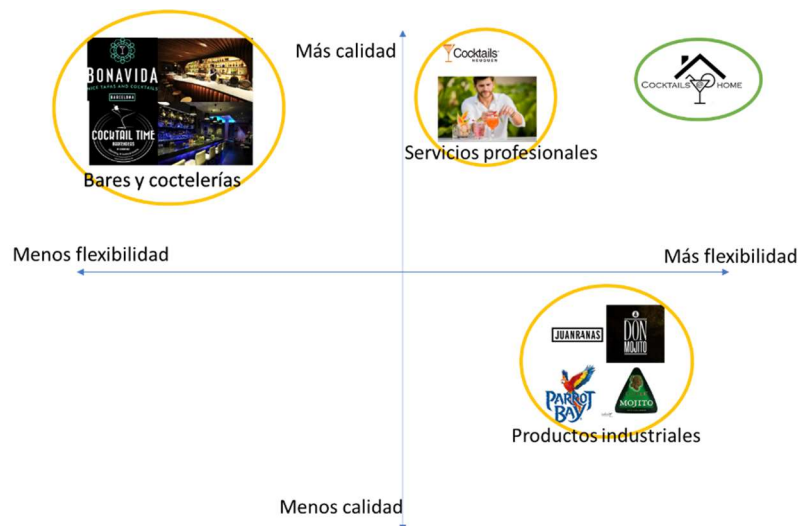 Más calidad
BONAVIDA
NICE TAPAS AND COCKTAILS
BARCELONA
COCKTAIL TIME
BARTENDERS
Bares y coctelerías
Cocktails
Servicios profesionales
COCKTAILS HOME
Menos flexibilidad
Más flexibilidad
JUANRANAS
DON
MOJITO
PARROT
BAY
MOJITO
Productos industriales
Menos calidad